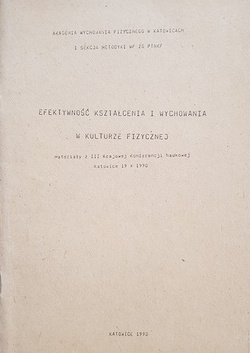 AKADEMIA WYCHOWANIA FIZYCZNEGO W KATOWICACH
I SEKCJA METODYKI WF ZG PTNKF
EFEKTYWNOŚĆ KSZTAŁCENIA I WYCHOWANIA
W KULTURZE FIZYCZNEJ
Materiały z III Krajowej Konferencji Naukowej
Katowice 19 X 1990
KATOWICE 1990